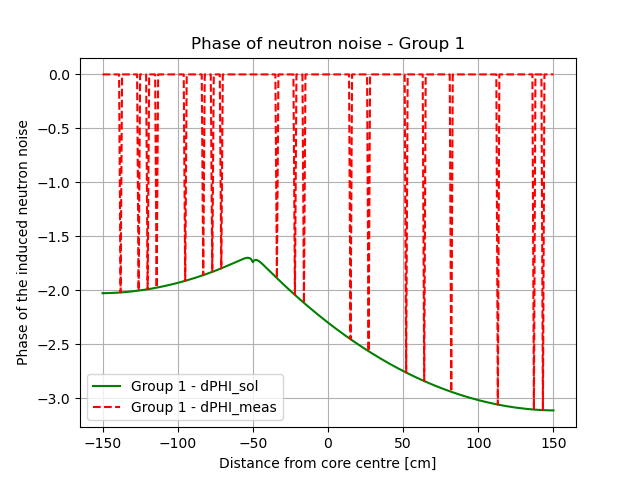 Phase of neutron noise - Group 1
Phase of the induced neutron noise
0.0
−0.5
−1.0
−1.5
−2.0
−2.5
−3.0
Group 1 - dPHI_sol
Group 1 - dPHI_meas
−150 −100 −50 0 50 100 150
Distance from core centre [cm]